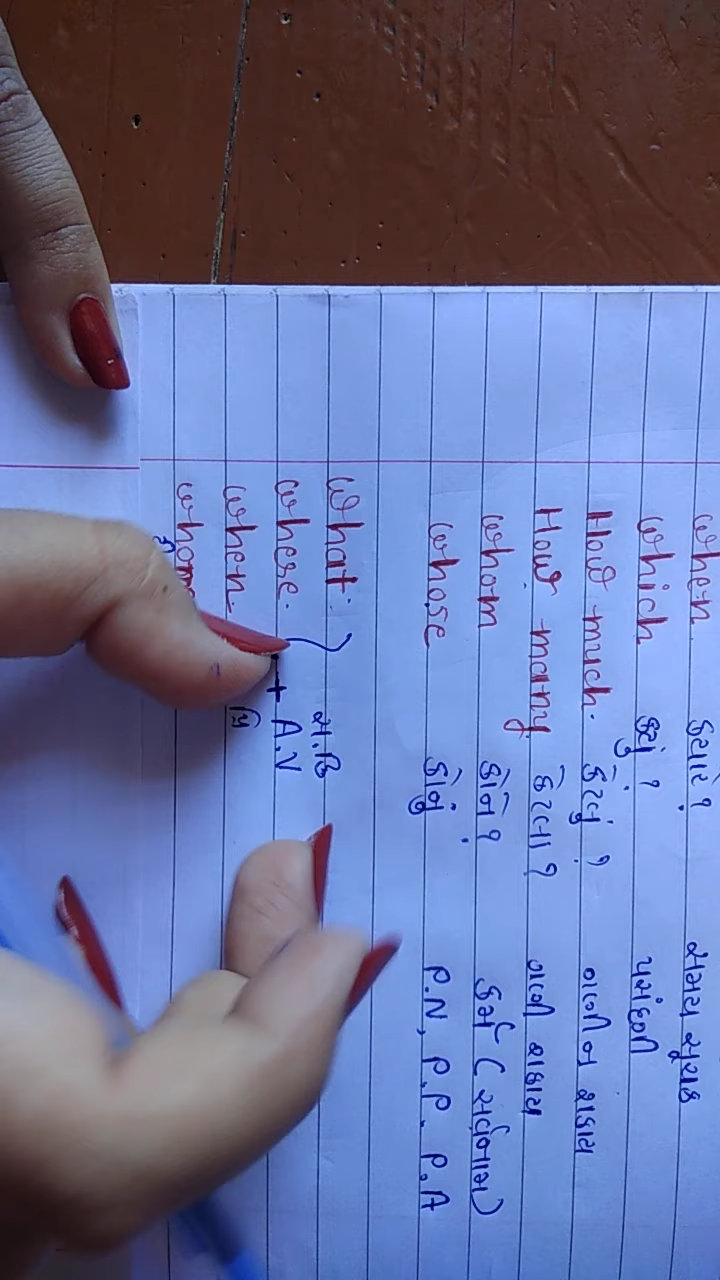 when ક્યારે? સમય સૂચક
which કયું? પસંદગી
How much. કેટલું? ગણી ન શકાય
How many કેટલા? ગણી શકાય
whom કોને? કર્મ (સર્વનામ)
whose કોનું P.N, P.P. P.A
what. સ.ક્રિ
where. + A.V
when.
whom